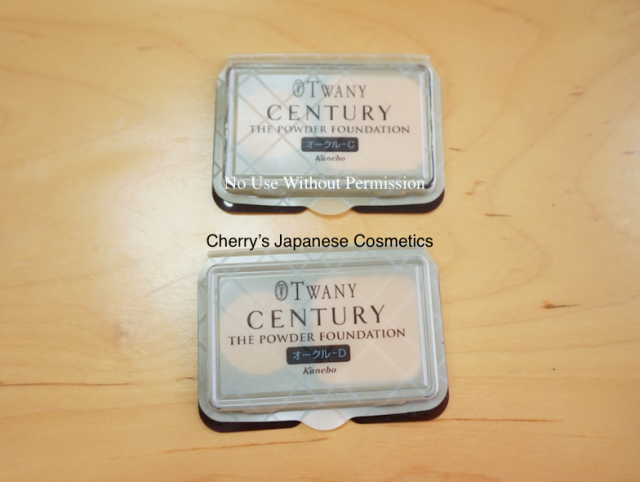 TWANY
CENTURY
THE POWDER FOUNDATION
オークル-C
Kanebo
No Use Without Permission
Cherry's Japanese Cosmetics
TWANY
CENTURY
THE POWDER FOUNDATION
オークル-D
Kanebo